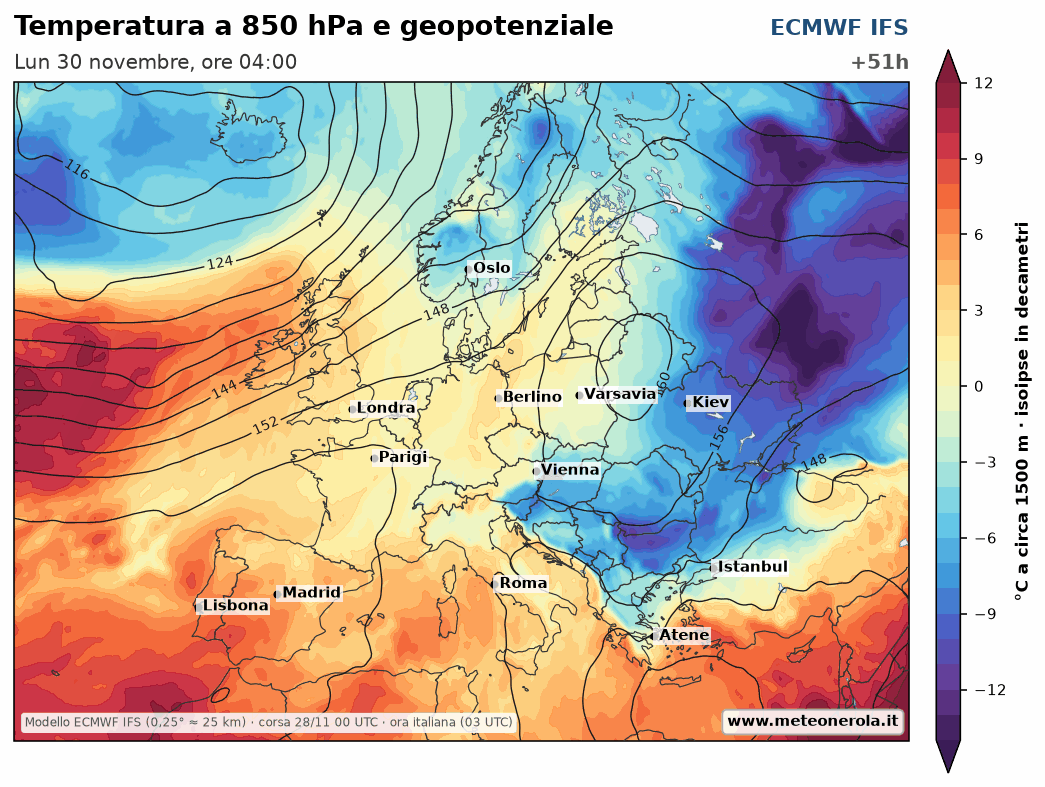 Temperatura a 850 hPa e geopotenziale
ECMWF IFS
Lun 30 novembre, ore 04:00
+51h
116
124
148
144
152
160
156
148
Oslo
Berlino
Varsavia
Kiev
Londra
Parigi
Vienna
Istanbul
Roma
Madrid
Lisbona
Atene
12
9
6
3
0
−3
−6
−9
−12
°C a circa 1500 m · isoipse in decametri
Modello ECMWF IFS (0,25° ≈ 25 km) · corsa 28/11 00 UTC · ora italiana (03 UTC)
www.meteonerola.it